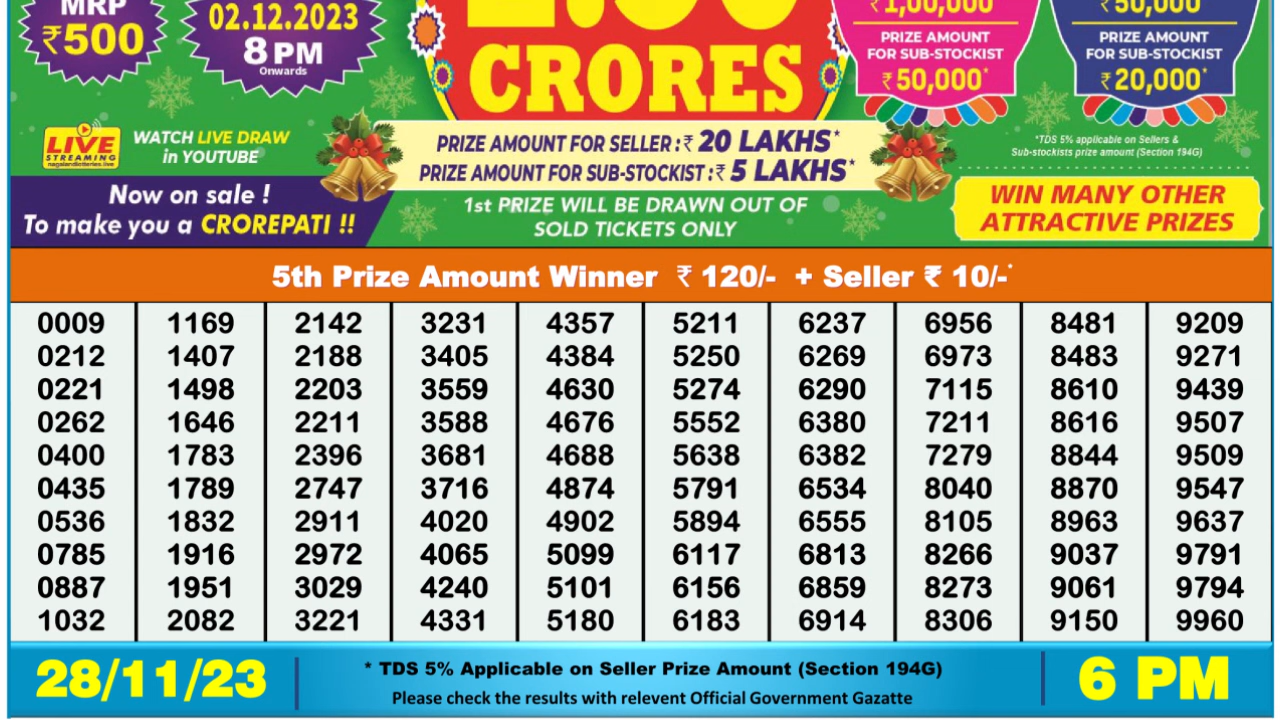 MRP
₹500
02.12.2023
8 PM
Onwards
CRORES
₹1,00,000
PRIZE AMOUNT
FOR SUB-STOCKIST
₹50,000*
₹50,000
PRIZE AMOUNT
FOR SUB-STOCKIST
₹20,000*
LIVE
STREAMING
nagalandlotteries.live
WATCH LIVE DRAW
in YOUTUBE
PRIZE AMOUNT FOR SELLER :₹ 20 LAKHS*
PRIZE AMOUNT FOR SUB-STOCKIST :₹ 5 LAKHS*
*TDS 5% applicable on Sellers &
Sub-stockists prize amount (Section 194G)
Now on sale !
To make you a CROREPATI !!
1st PRIZE WILL BE DRAWN OUT OF
SOLD TICKETS ONLY
WIN MANY OTHER
ATTRACTIVE PRIZES
5th Prize Amount Winner ₹ 120/- + Seller ₹ 10/-*
0009 1169 2142 3231 4357 5211 6237 6956 8481 9209
0212 1407 2188 3405 4384 5250 6269 6973 8483 9271
0221 1498 2203 3559 4630 5274 6290 7115 8610 9439
0262 1646 2211 3588 4676 5552 6380 7211 8616 9507
0400 1783 2396 3681 4688 5638 6382 7279 8844 9509
0435 1789 2747 3716 4874 5791 6534 8040 8870 9547
0536 1832 2911 4020 4902 5894 6555 8105 8963 9637
0785 1916 2972 4065 5099 6117 6813 8266 9037 9791
0887 1951 3029 4240 5101 6156 6859 8273 9061 9794
1032 2082 3221 4331 5180 6183 6914 8306 9150 9960
28/11/23
* TDS 5% Applicable on Seller Prize Amount (Section 194G)
Please check the results with relevent Official Government Gazatte
6 PM